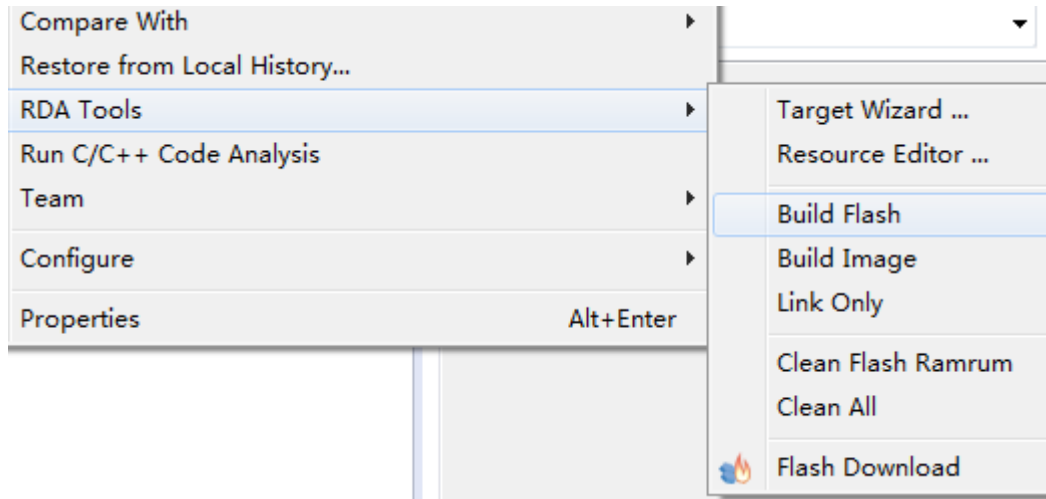 Compare With
Restore from Local History...
RDA Tools
Run C/C++ Code Analysis
Team
Configure
Properties Alt+Enter
Target Wizard ...
Resource Editor ...
Build Flash
Build Image
Link Only
Clean Flash Ramrum
Clean All
Flash Download